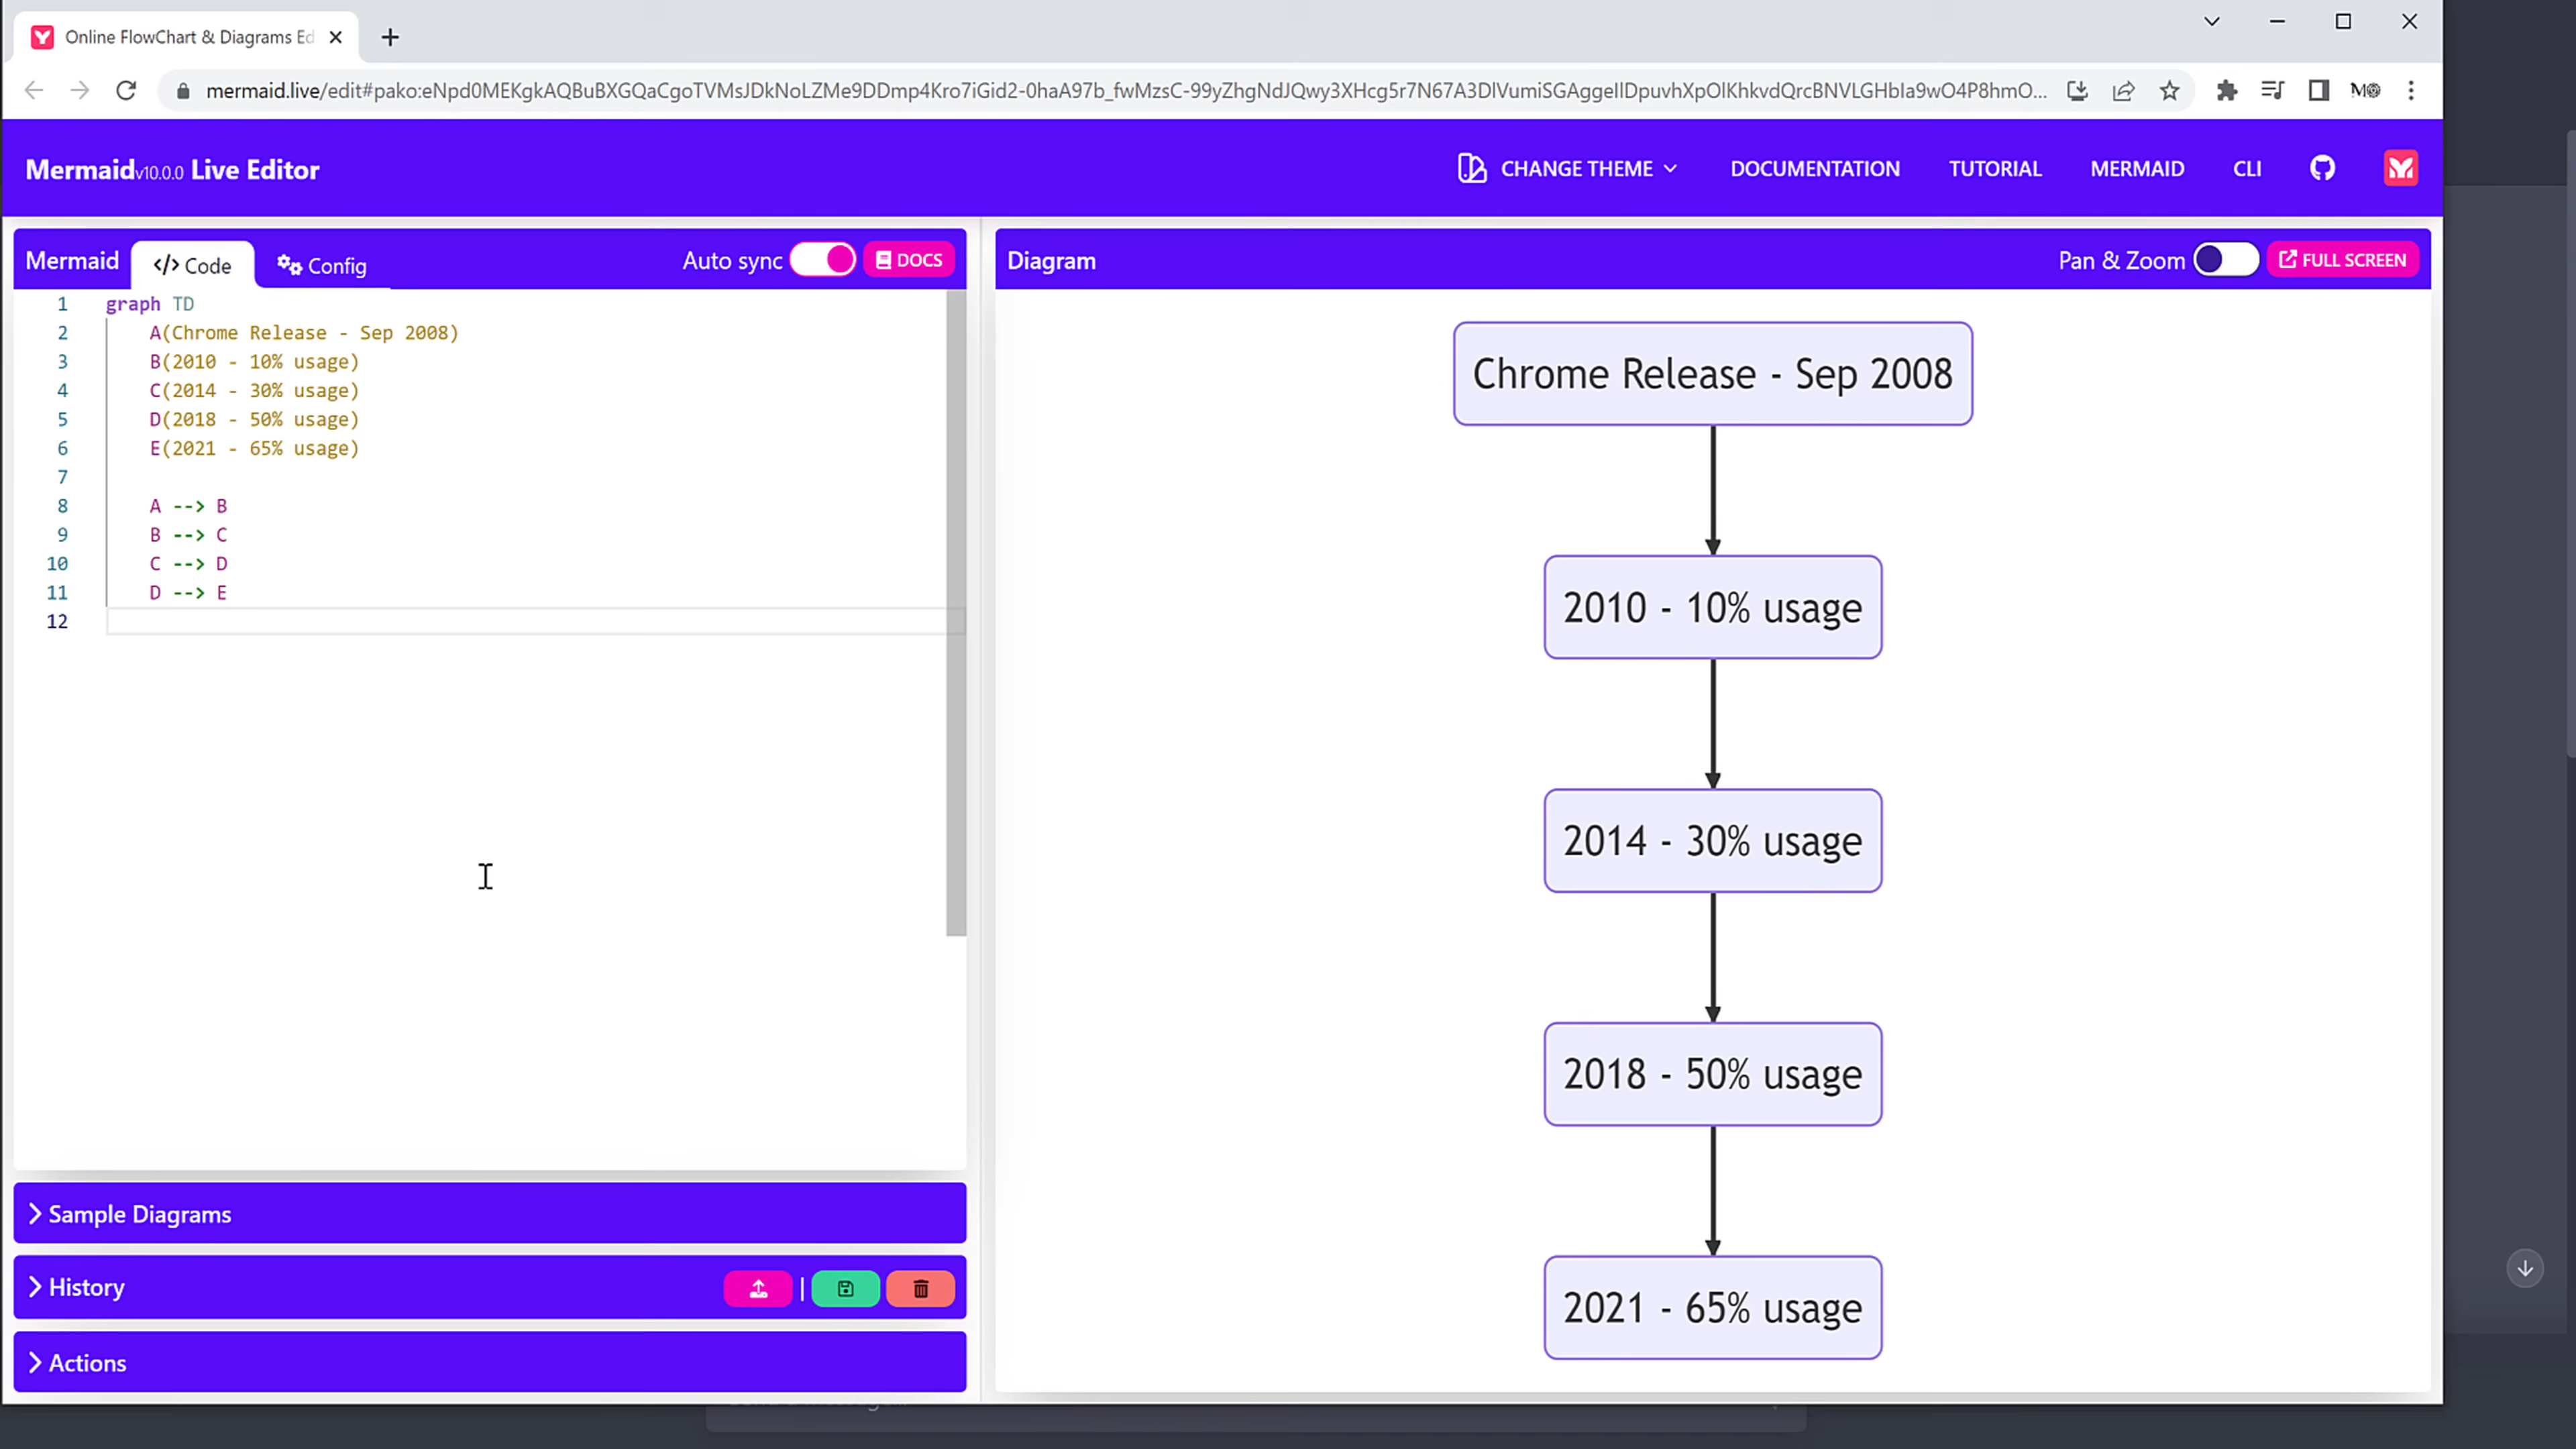 Online FlowChart & Diagrams Ed
mermaid.live/edit#pako:eNpd0MEKgkAQBuBXGQaCgoTVMsJDkNoLZMe9DDmp4Kro7iGid2-0haA97b_fwMzsC-99yZhgNdJQwy3XHcg5r7N67A3DlVumiSGAggellDpuvhXpOlKhkvdQrcBNVLGHbla9wO4P8hmO...
Mermaidv10.0.0 Live Editor
CHANGE THEME
DOCUMENTATION
TUTORIAL
MERMAID
CLI
Mermaid
</> Code
Config
Auto sync
DOCS
1 graph TD
2 A(Chrome Release - Sep 2008)
3 B(2010 - 10% usage)
4 C(2014 - 30% usage)
5 D(2018 - 50% usage)
6 E(2021 - 65% usage)
7
8 A --> B
9 B --> C
10 C --> D
11 D --> E
12
Sample Diagrams
History
Actions
Diagram
Pan & Zoom
FULL SCREEN
Chrome Release - Sep 2008
2010 - 10% usage
2014 - 30% usage
2018 - 50% usage
2021 - 65% usage